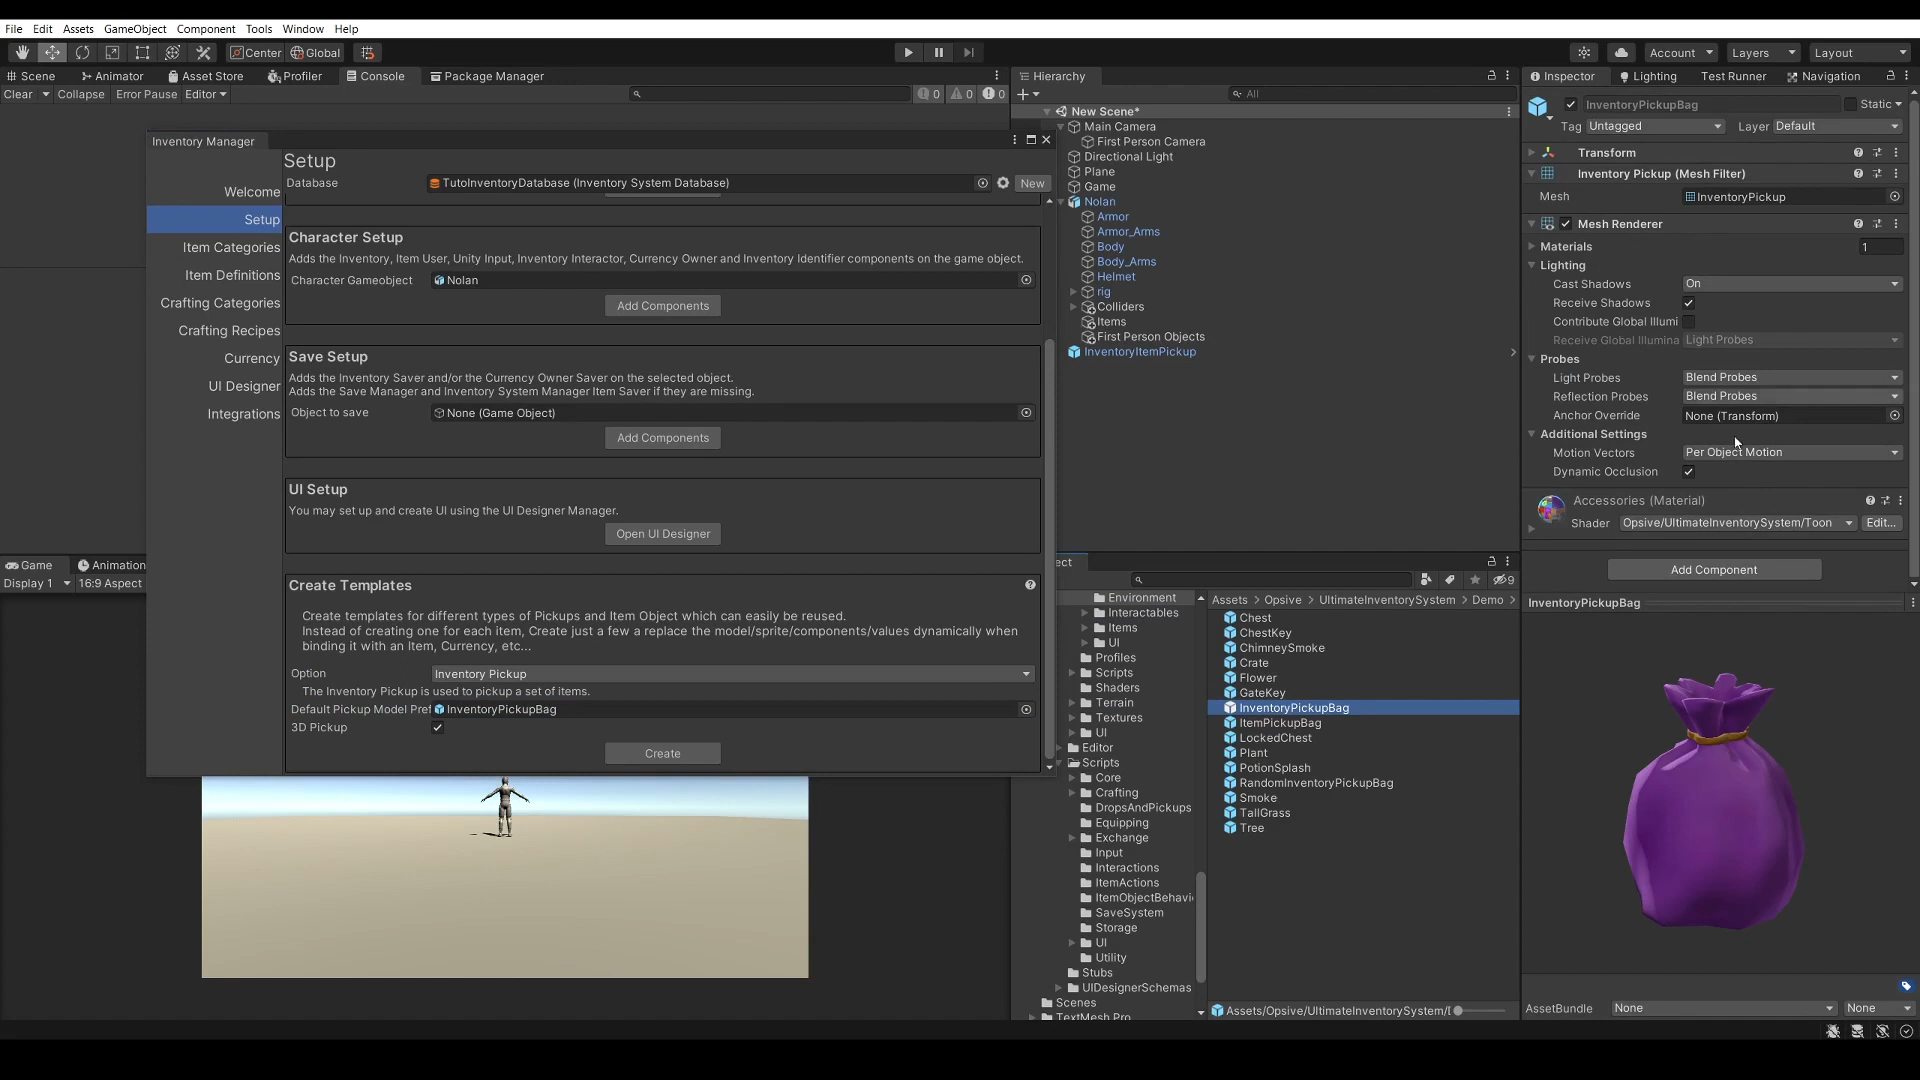 File Edit Assets GameObject Component Tools Window Help
Center Global
Account Layers Layout
Scene Animator Asset Store Profiler Console Package Manager
Clear Collapse Error Pause Editor
0 0 0
Inventory Manager
Welcome
Setup
Item Categories
Item Definitions
Crafting Categories
Crafting Recipes
Currency
UI Designer
Integrations
Setup
Database TutoInventoryDatabase (Inventory System Database) New
Character Setup
Adds the Inventory, Item User, Unity Input, Inventory Interactor, Currency Owner and Inventory Identifier components on the game object.
Character Gameobject Nolan
Add Components
Save Setup
Adds the Inventory Saver and/or the Currency Owner Saver on the selected object.
Adds the Save Manager and Inventory System Manager Item Saver if they are missing.
Object to save None (Game Object)
Add Components
UI Setup
You may set up and create UI using the UI Designer Manager.
Open UI Designer
Create Templates
Create templates for different types of Pickups and Item Object which can easily be reused.
Instead of creating one for each item, Create just a few a replace the model/sprite/components/values dynamically when
binding it with an Item, Currency, etc...
Option Inventory Pickup
The Inventory Pickup is used to pickup a set of items.
Default Pickup Model Pref InventoryPickupBag
3D Pickup
Create
Game Animation
Display 1 16:9 Aspect
Hierarchy
All
New Scene*
Main Camera
First Person Camera
Directional Light
Plane
Game
Nolan
Armor
Armor_Arms
Body
Body_Arms
Helmet
rig
Colliders
Items
First Person Objects
InventoryItemPickup
ect
9
Environment
Interactables
Items
UI
Profiles
Scripts
Shaders
Terrain
Textures
UI
Editor
Scripts
Core
Crafting
DropsAndPickups
Equipping
Exchange
Input
Interactions
ItemActions
ItemObjectBehavi
SaveSystem
Storage
UI
Utility
Stubs
UIDesignerSchemas
Scenes
TextMesh Pro
Assets > Opsive > UltimateInventorySystem > Demo >
Chest
ChestKey
ChimneySmoke
Crate
Flower
GateKey
InventoryPickupBag
ItemPickupBag
LockedChest
Plant
PotionSplash
RandomInventoryPickupBag
Smoke
TallGrass
Tree
Assets/Opsive/UltimateInventorySystem/
Inspector Lighting Test Runner Navigation
InventoryPickupBag Static
Tag Untagged Layer Default
Transform
Inventory Pickup (Mesh Filter)
Mesh InventoryPickup
Mesh Renderer
Materials 1
Lighting
Cast Shadows On
Receive Shadows
Contribute Global Illumi
Receive Global Illumina Light Probes
Probes
Light Probes Blend Probes
Reflection Probes Blend Probes
Anchor Override None (Transform)
Additional Settings
Motion Vectors Per Object Motion
Dynamic Occlusion
Accessories (Material)
Shader Opsive/UltimateInventorySystem/Toon Edit...
Add Component
InventoryPickupBag
AssetBundle None None